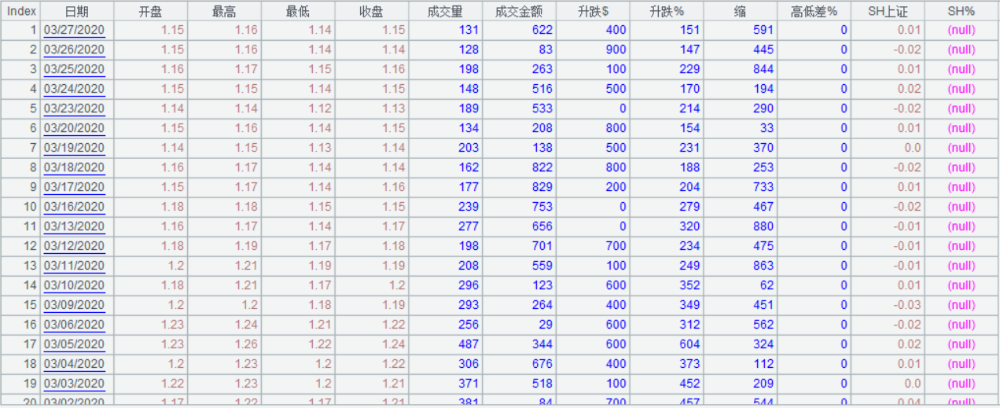 Index 日期 开盘 最高 最低 收盘 成交量 成交金额 升跌$ 升跌% 缩 高低差% SH上证 SH%
1 03/27/2020 1.15 1.16 1.14 1.15 131 622 400 151 591 0 0.01 (null)
2 03/26/2020 1.15 1.16 1.14 1.14 128 83 900 147 445 0 -0.02 (null)
3 03/25/2020 1.16 1.17 1.15 1.16 198 263 100 229 844 0 0.01 (null)
4 03/24/2020 1.15 1.15 1.14 1.15 148 516 500 170 194 0 0.02 (null)
5 03/23/2020 1.14 1.14 1.12 1.13 189 533 0 214 290 0 -0.02 (null)
6 03/20/2020 1.15 1.16 1.14 1.15 134 208 800 154 33 0 0.01 (null)
7 03/19/2020 1.14 1.15 1.13 1.14 203 138 500 231 370 0 0.0 (null)
8 03/18/2020 1.16 1.17 1.14 1.14 162 822 800 188 253 0 -0.02 (null)
9 03/17/2020 1.15 1.17 1.14 1.16 177 829 200 204 733 0 0.01 (null)
10 03/16/2020 1.18 1.18 1.15 1.15 239 753 0 279 467 0 -0.02 (null)
11 03/13/2020 1.16 1.17 1.14 1.17 277 656 0 320 880 0 -0.01 (null)
12 03/12/2020 1.18 1.19 1.17 1.18 198 701 700 234 475 0 -0.01 (null)
13 03/11/2020 1.2 1.21 1.19 1.19 208 559 100 249 863 0 -0.01 (null)
14 03/10/2020 1.18 1.21 1.17 1.2 296 123 600 352 62 0 0.01 (null)
15 03/09/2020 1.2 1.2 1.18 1.19 293 264 400 349 451 0 -0.03 (null)
16 03/06/2020 1.23 1.24 1.21 1.22 256 29 600 312 562 0 -0.02 (null)
17 03/05/2020 1.23 1.26 1.22 1.24 487 344 600 604 324 0 0.02 (null)
18 03/04/2020 1.2 1.23 1.2 1.22 306 676 400 373 112 0 0.01 (null)
19 03/03/2020 1.22 1.23 1.2 1.21 371 518 100 452 209 0 0.0 (null)
20 03/02/2020 1.17 1.22 1.17 1.21 381 84 700 457 544 0 0.04 (null)